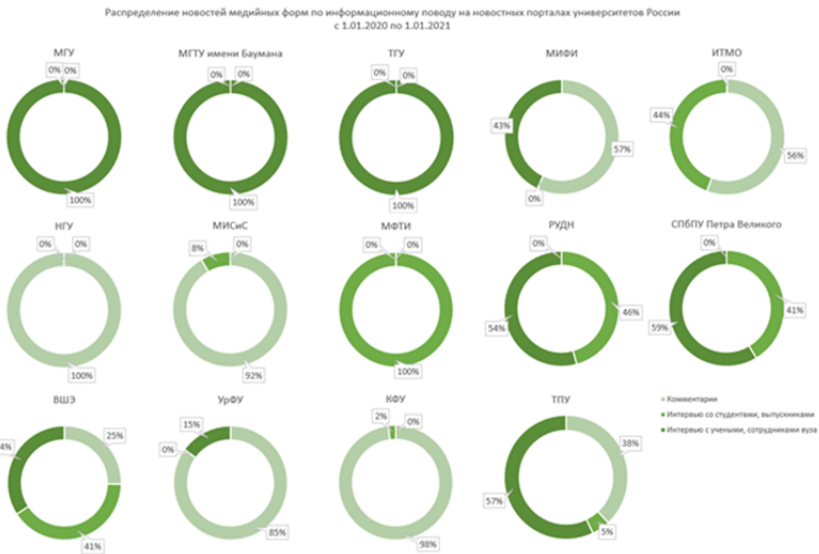 Распределение новостей медийных форм по информационному поводу на новостных порталах университетов России
с 1.01.2020 по 1.01.2021
МГУ
0% 0%
100%
МГТУ имени Баумана
0% 0%
100%
ТГУ
0% 0%
100%
МИФИ
43%
57%
0%
ИТМО
0%
44%
56%
НГУ
0% 0%
100%
МИСиС
8% 0%
92%
МФТИ
0% 0%
100%
РУДН
0%
54%
46%
СПбПУ Петра Великого
0%
59%
41%
ВШЭ
4%
25%
41%
УрФУ
15%
0%
85%
КФУ
2% 0%
98%
ТПУ
38%
57%
5%
Комментарии
Интервью со студентами, выпускниками
Интервью с учеными, сотрудниками вуза